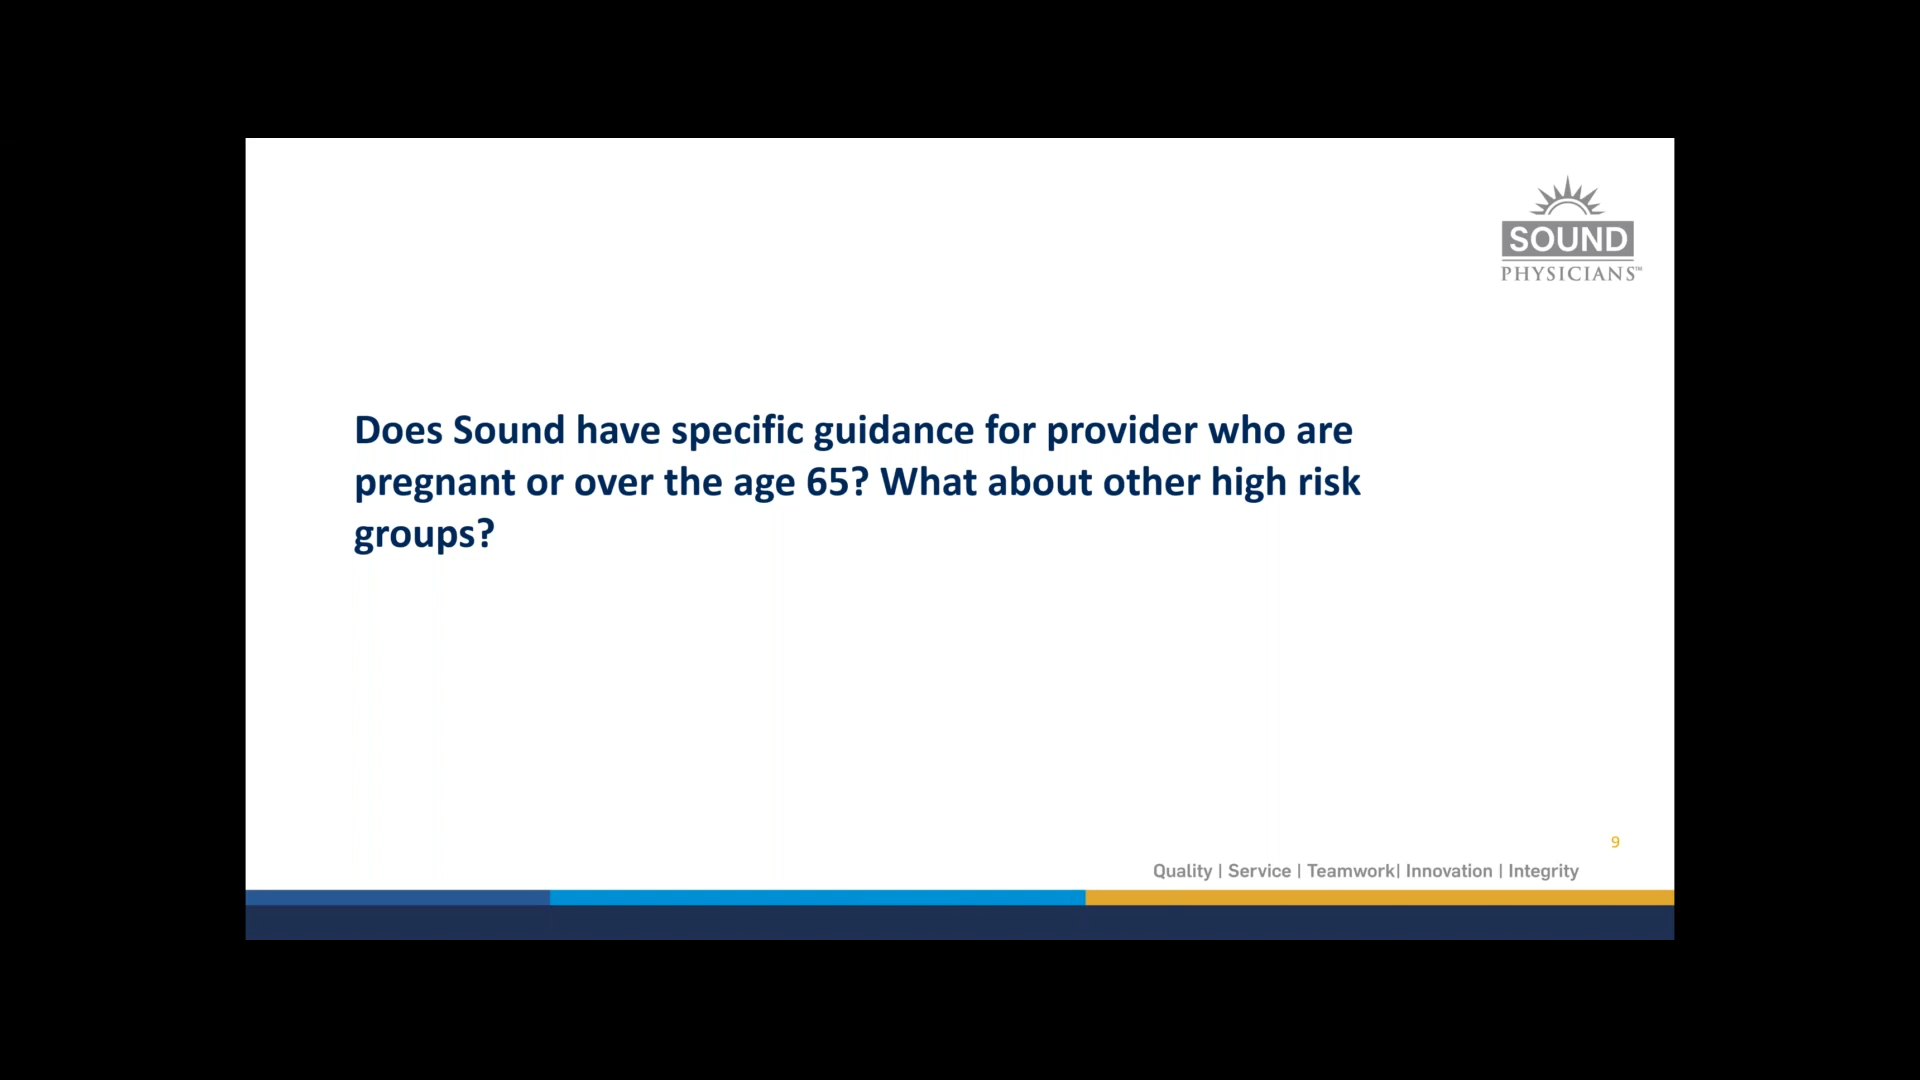 SOUND
PHYSICIANS™
Does Sound have specific guidance for provider who are
pregnant or over the age 65? What about other high risk
groups?
9
Quality | Service | Teamwork| Innovation | Integrity